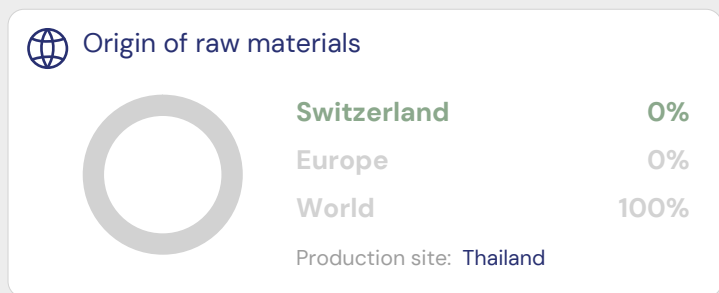 Origin of raw materials
Switzerland 0%
Europe 0%
World 100%
Production site: Thailand